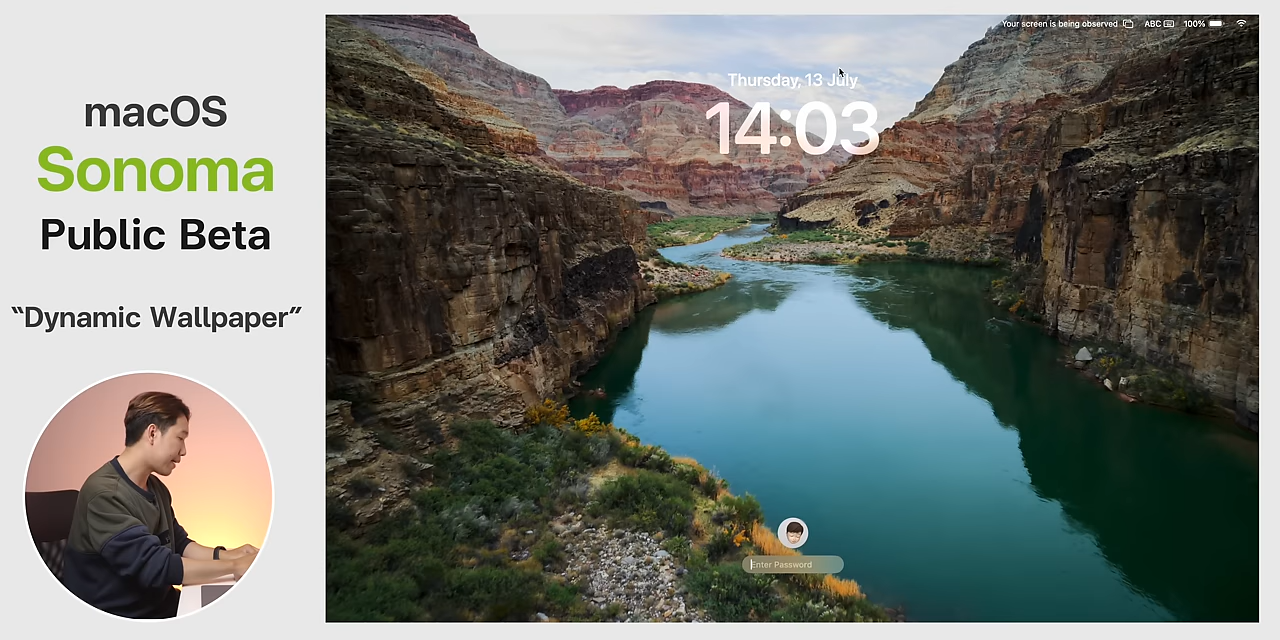 macOS
Sonoma
Public Beta
“Dynamic Wallpaper”
Your screen is being observed
ABC
100%
Thursday, 13 July
14:03
Enter Password